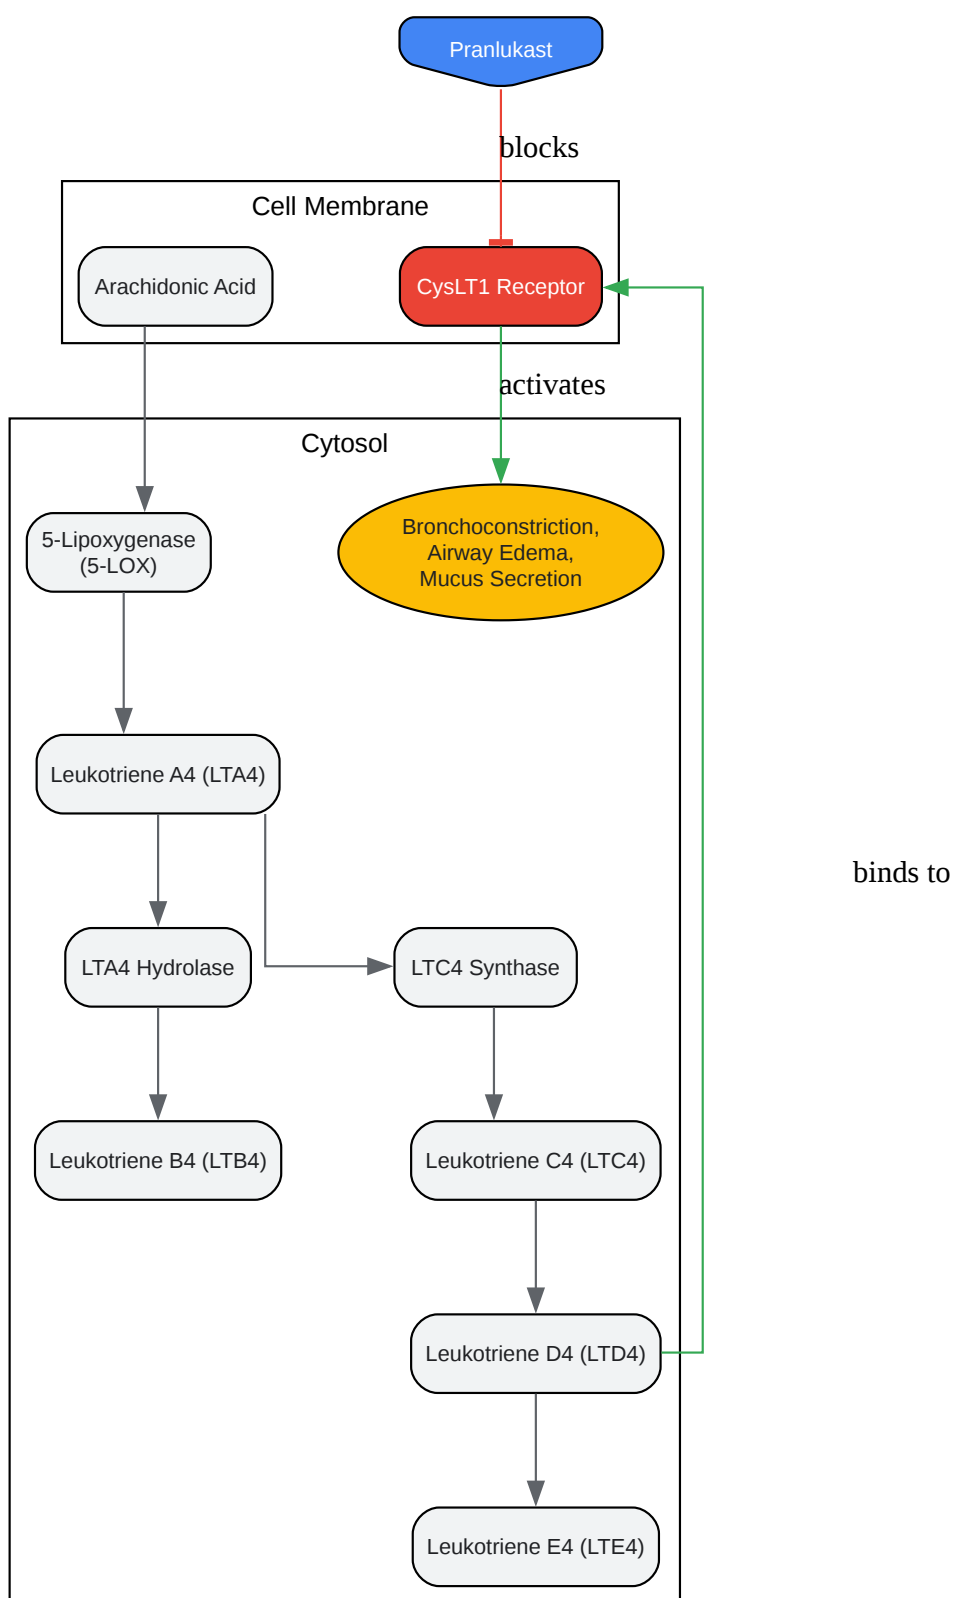 Pranlukast
blocks
Cell Membrane
Arachidonic Acid
CysLT1 Receptor
activates
Cytosol
5-Lipoxygenase
(5-LOX)
Bronchoconstriction,
Airway Edema,
Mucus Secretion
Leukotriene A4 (LTA4)
binds to
LTA4 Hydrolase
LTC4 Synthase
Leukotriene B4 (LTB4)
Leukotriene C4 (LTC4)
Leukotriene D4 (LTD4)
Leukotriene E4 (LTE4)